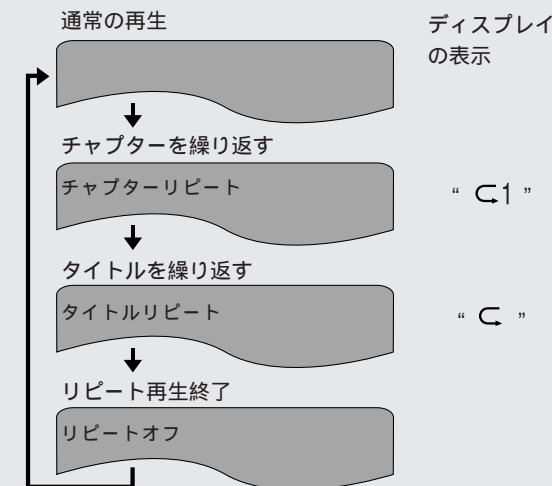 通常の再生
ディスプレイ
の表示
チャプターを繰り返す
チャプターリピート
“ ⊂1 ”
タイトルを繰り返す
タイトルリピート
“ ⊂ ”
リピート再生終了
リピートオフ